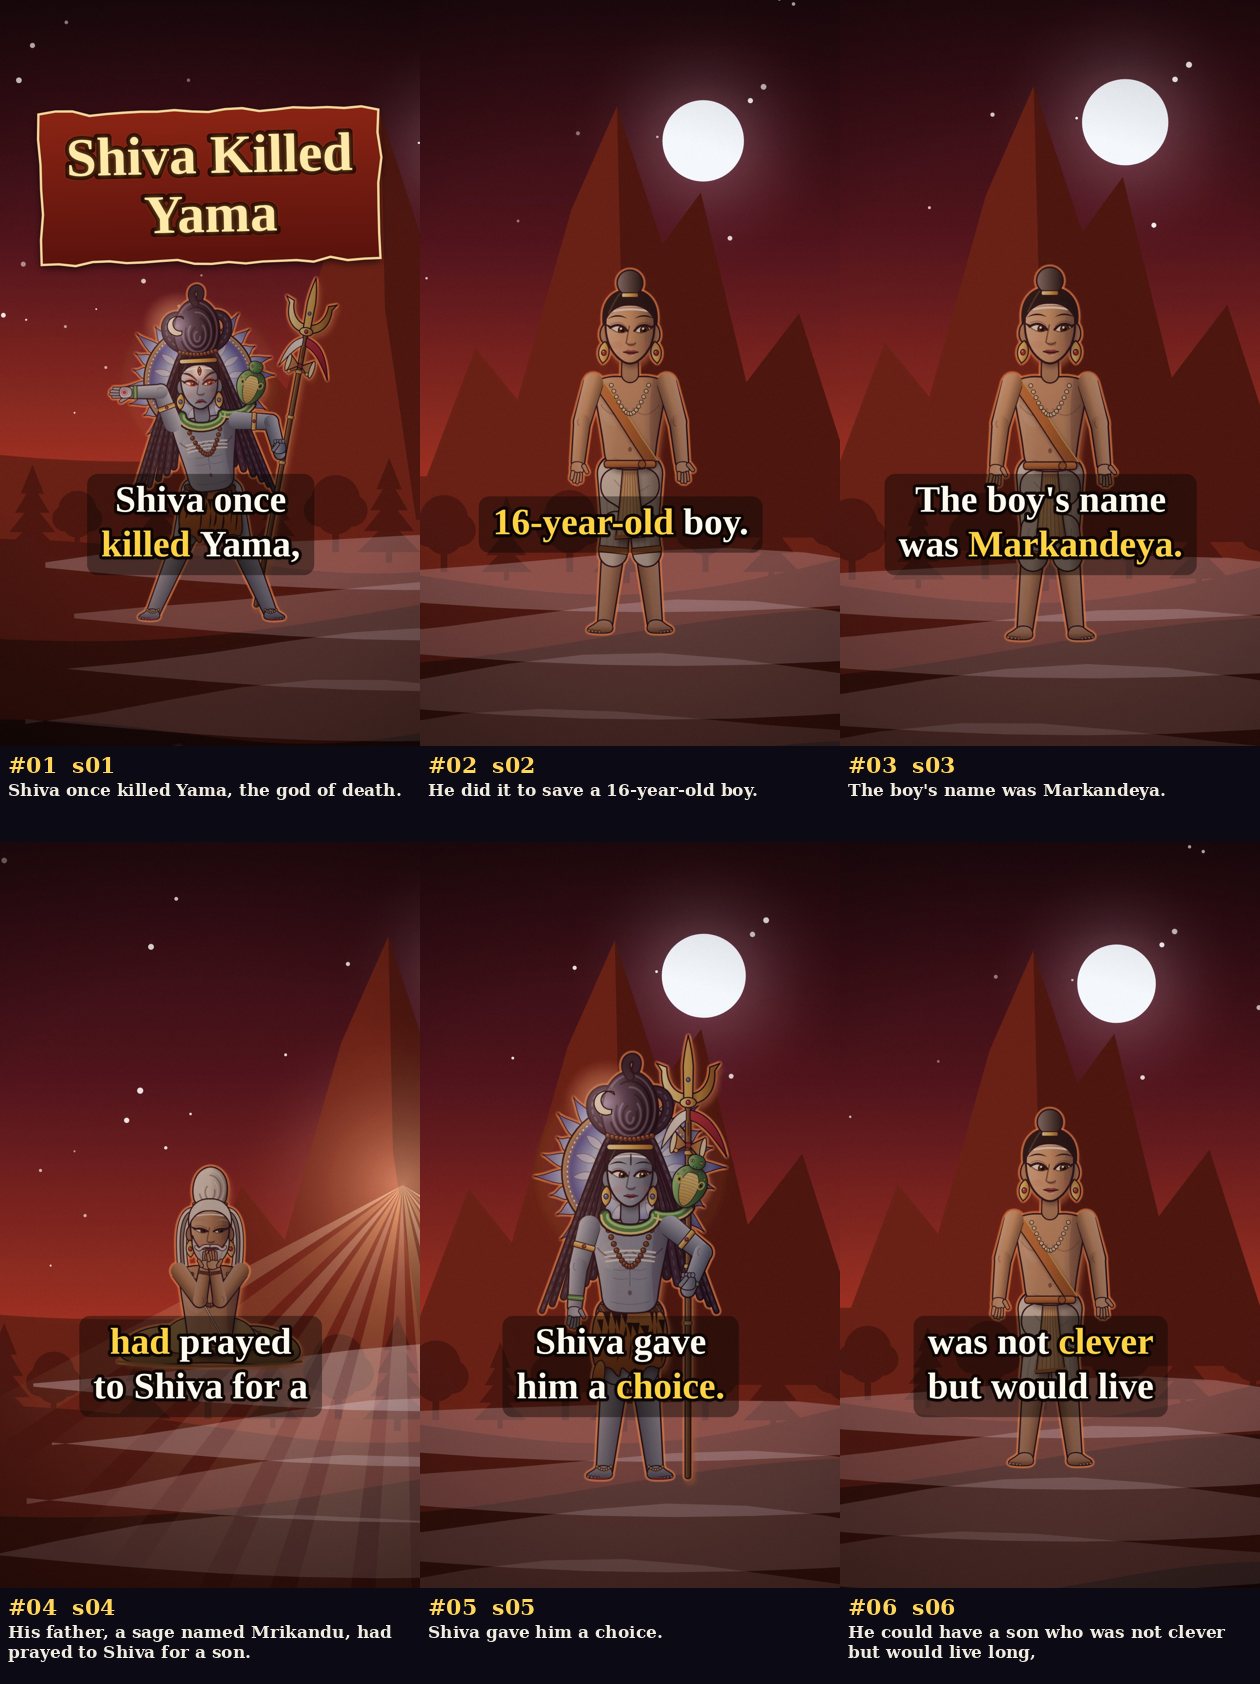 Shiva Killed
Yama
Shiva once
killed Yama,
#01 s01
Shiva once killed Yama, the god of death.
16-year-old boy.
#02 s02
He did it to save a 16-year-old boy.
The boy's name
was Markandeya.
#03 s03
The boy's name was Markandeya.
had prayed
to Shiva for a
#04 s04
His father, a sage named Mrikandu, had
prayed to Shiva for a son.
Shiva gave
him a choice.
#05 s05
Shiva gave him a choice.
was not clever
but would live
#06 s06
He could have a son who was not clever
but would live long,